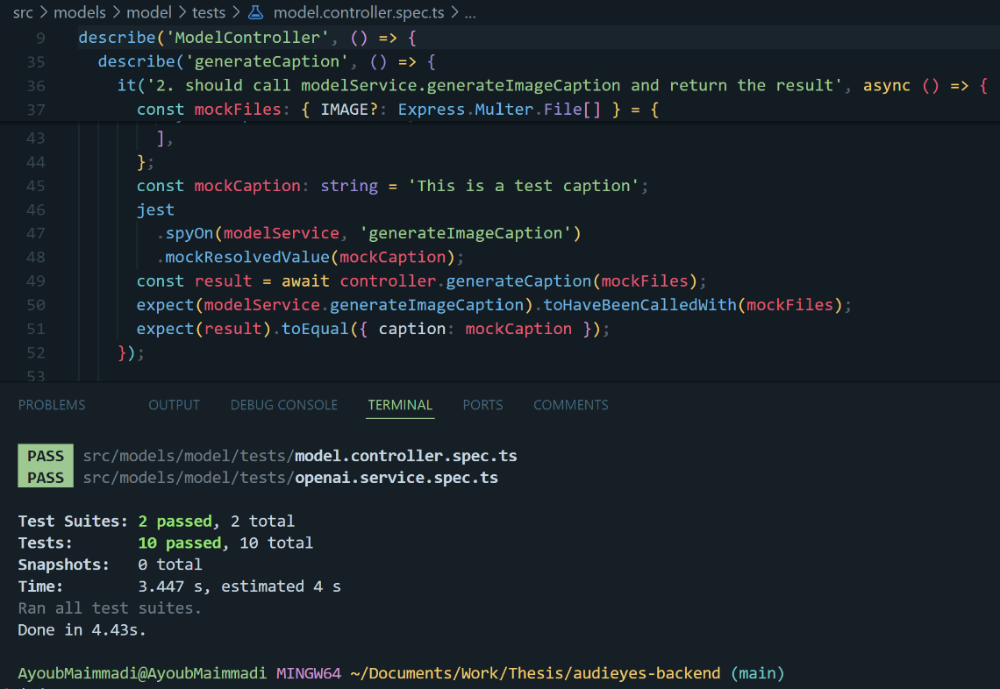 src > models > model > tests > model.controller.spec.ts > ...
9 describe('ModelController', () => {
35 describe('generateCaption', () => {
36 it('2. should call modelService.generateImageCaption and return the result', async () => {
37 const mockFiles: { IMAGE?: Express.Multer.File[] } = {
43 ],
44 };
45 const mockCaption: string = 'This is a test caption';
46 jest
47 .spyOn(modelService, 'generateImageCaption')
48 .mockResolvedValue(mockCaption);
49 const result = await controller.generateCaption(mockFiles);
50 expect(modelService.generateImageCaption).toHaveBeenCalledWith(mockFiles);
51 expect(result).toEqual({ caption: mockCaption });
52 });
53
PROBLEMS OUTPUT DEBUG CONSOLE TERMINAL PORTS COMMENTS
PASS src/models/model/tests/model.controller.spec.ts
PASS src/models/model/tests/openai.service.spec.ts
Test Suites: 2 passed, 2 total
Tests: 10 passed, 10 total
Snapshots: 0 total
Time: 3.447 s, estimated 4 s
Ran all test suites.
Done in 4.43s.
AyoubMaimmadi@AyoubMaimmadi MINGW64 ~/Documents/Work/Thesis/audieyes-backend (main)